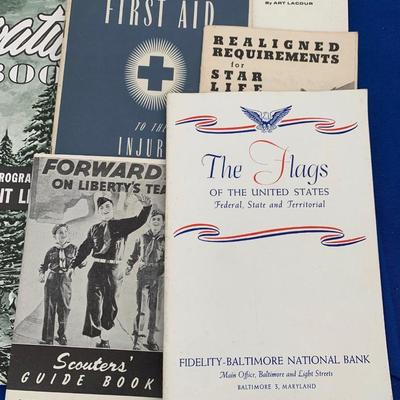 FIRST AID
TO THE
By ART LACOUR
REALIGNED
REQUIREMENTS
for
STAR
LIFE
FORWARD
ON LIBERTY'S
Scouters'
GUIDE BOOK
The Flags
OF THE UNITED STATES
Federal, State and Territorial
FIDELITY-BALTIMORE NATIONAL BANK
Main Office, Baltimore and Light Streets
BALTIMORE 3, MARYLAND